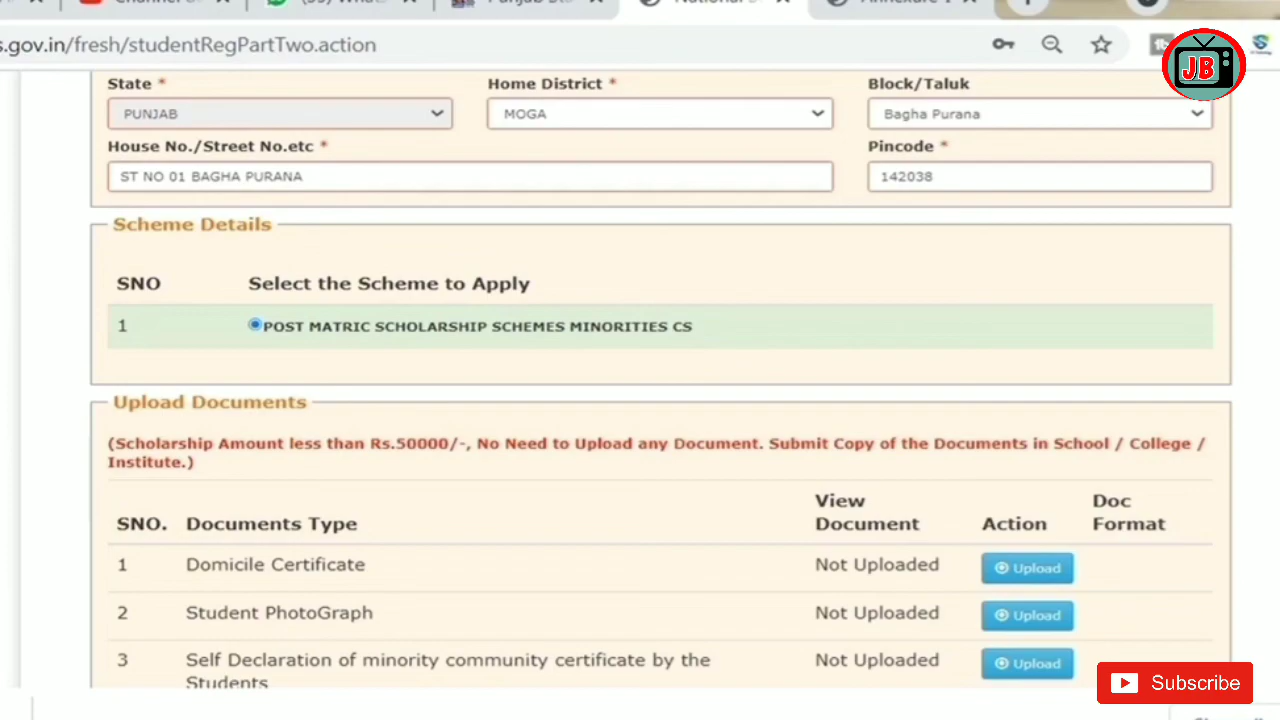 s.gov.in/fresh/studentRegPartTwo.action
JB
State * Home District * Block/Taluk
PUNJAB MOGA Bagha Purana
House No./Street No.etc * Pincode *
ST NO 01 BAGHA PURANA 142038
Scheme Details
SNO Select the Scheme to Apply
1 POST MATRIC SCHOLARSHIP SCHEMES MINORITIES CS
Upload Documents
(Scholarship Amount less than Rs.50000/-, No Need to Upload any Document. Submit Copy of the Documents in School / College /
Institute.)
View Doc
SNO. Documents Type Document Action Format
1 Domicile Certificate Not Uploaded Upload
2 Student PhotoGraph Not Uploaded Upload
3 Self Declaration of minority community certificate by the Not Uploaded Upload
Students
Subscribe